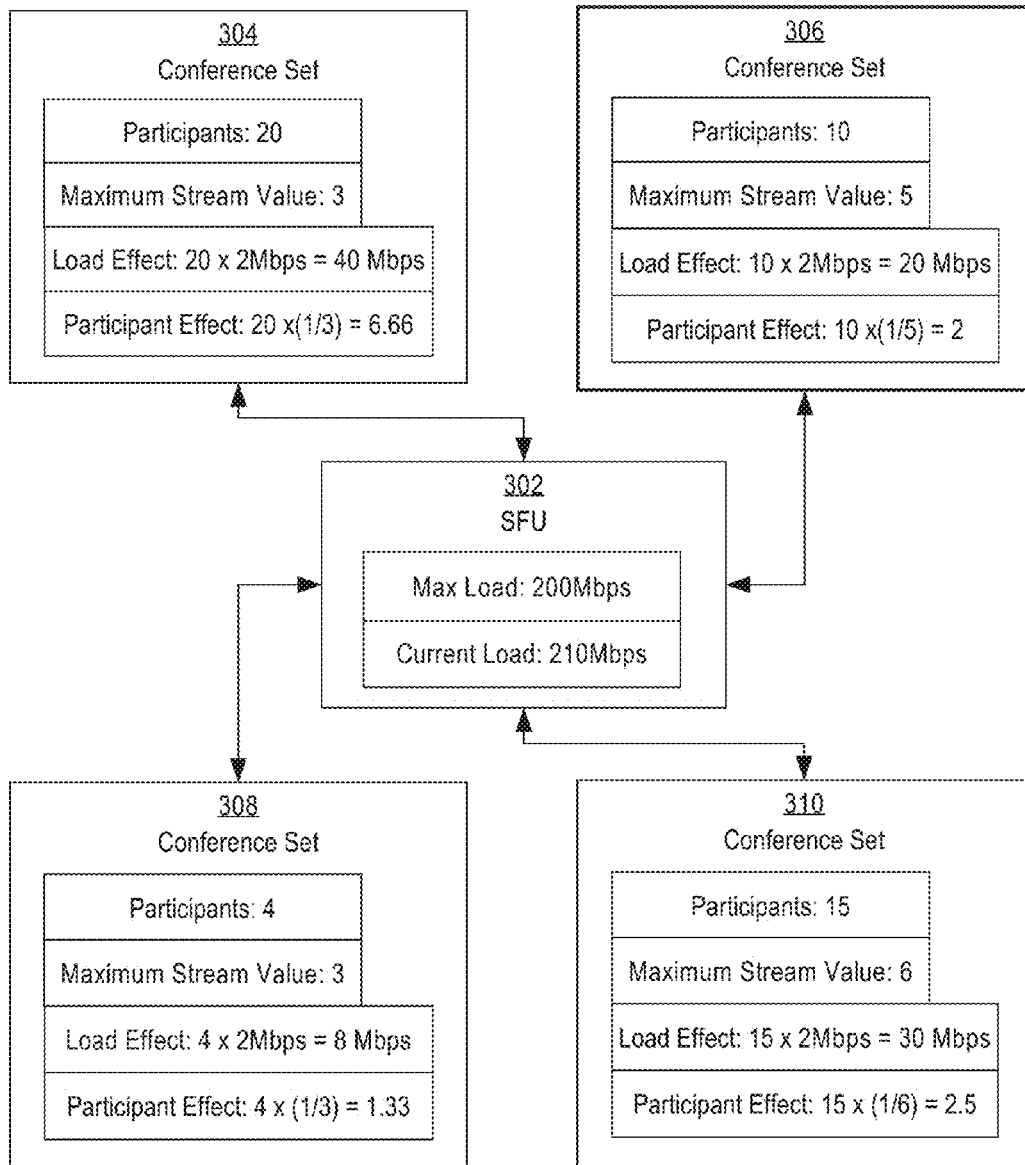 304
Conference Set
Participants: 20
Maximum Stream Value: 3
Load Effect: 20 x 2Mbps = 40 Mbps
Participant Effect: 20 x(1/3) = 6.66
306
Conference Set
Participants: 10
Maximum Stream Value: 5
Load Effect: 10 x 2Mbps = 20 Mbps
Participant Effect: 10 x(1/5) = 2
302
SFU
Max Load: 200Mbps
Current Load: 210Mbps
308
Conference Set
Participants: 4
Maximum Stream Value: 3
Load Effect: 4 x 2Mbps = 8 Mbps
Participant Effect: 4 x (1/3) = 1.33
310
Conference Set
Participants: 15
Maximum Stream Value: 6
Load Effect: 15 x 2Mbps = 30 Mbps
Participant Effect: 15 x (1/6) = 2.5